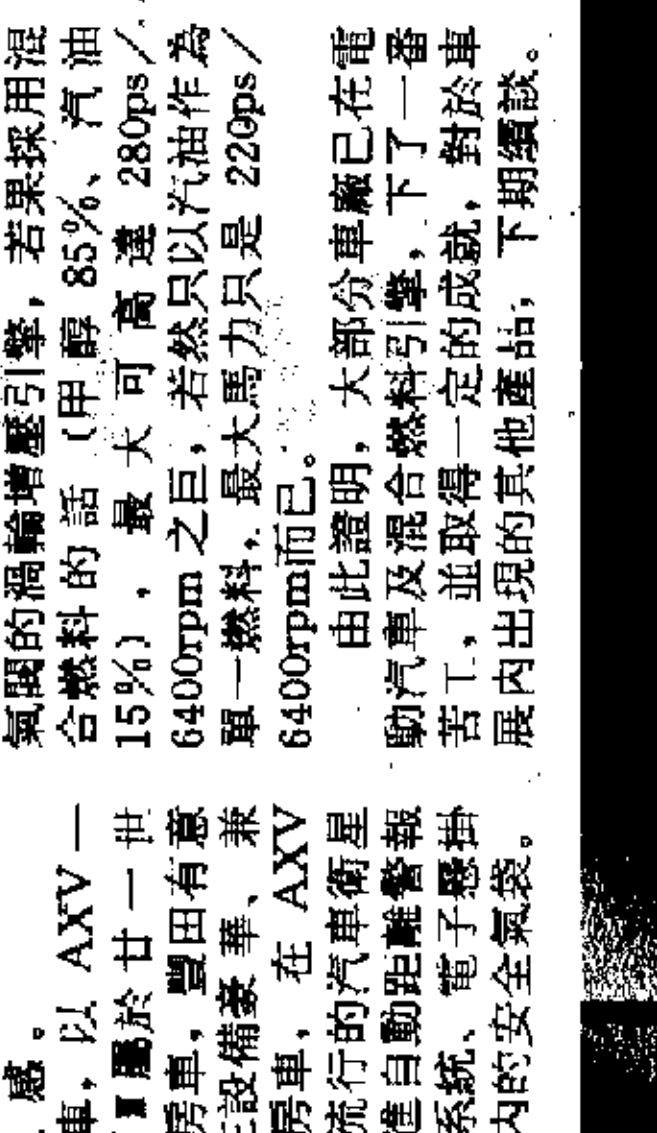 感。
車，以 AXV —
屬於廿一世
房車，豐田有意
設備豪華、兼
房車，在 AXV
流行的汽車衛星
進自動距離警報
系統、電子懸掛
內的安全氣袋。
氣閥的渦輪增壓引擎，若果採用混
合燃料的話（甲醇 85%、汽油
15%），最大可高達 280ps/
6400rpm 之巨，若然只以汽油作為
單一燃料，最大馬力只是 220ps/
6400rpm而已。
由此證明，大部分車廠已在電
動汽車及混合燃料引擎，下了一番
苦工，並取得一定的成就，對於車
展內出現的其他產品，下期續談。